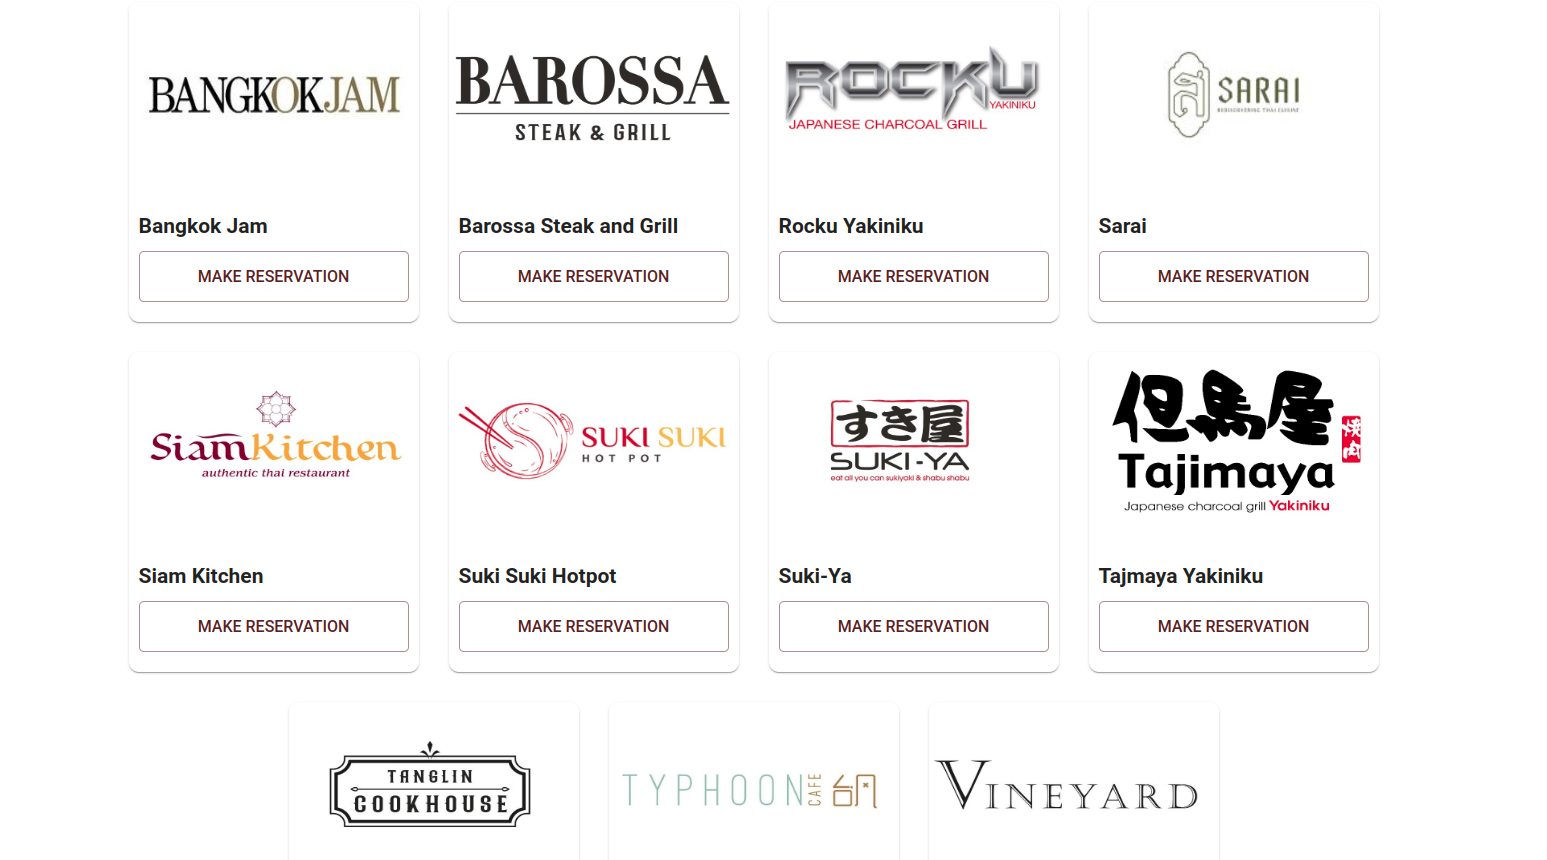 BANGKOKJAM
Bangkok Jam
MAKE RESERVATION
BAROSSA
STEAK & GRILL
Barossa Steak and Grill
MAKE RESERVATION
ROCKU
YAKINIKU
JAPANESE CHARCOAL GRILL
Rocku Yakiniku
MAKE RESERVATION
SARAI
REDISCOVERING THAI CUISINE
Sarai
MAKE RESERVATION
SiamKitchen
authentic thai restaurant
Siam Kitchen
MAKE RESERVATION
SUKI SUKI
HOT POT
Suki Suki Hotpot
MAKE RESERVATION
すき屋
SUKI-YA
eat all you can sukiyaki & shabu shabu
Suki-Ya
MAKE RESERVATION
但馬屋
焼肉
Tajimaya
Japanese charcoal grill Yakiniku
Tajmaya Yakiniku
MAKE RESERVATION
TANGLIN
COOKHOUSE
TYPHOON CAFE
VINEYARD